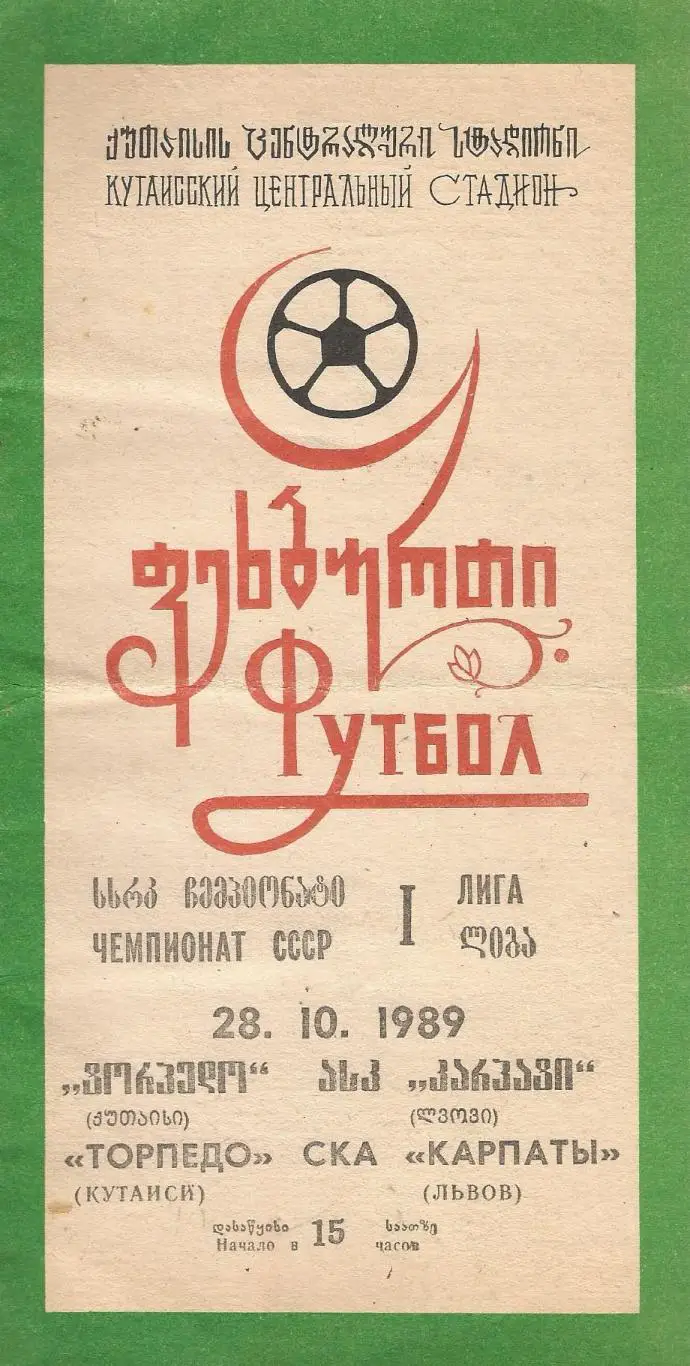 ქუთაისის ცენტრალური სტადიონი
КУТАИССКИЙ ЦЕНТРАЛЬНЫЙ СТАДИОН
ფეხბურთი
ФУТБОЛ
სსრკ ჩემპიონატი I ЛИГА
ЧЕМПИОНАТ СССР ლიგა
28. 10. 1989
„ტორპედო“ ასკ „კარპატი“
(ქუთაისი) (ლვოვი)
«ТОРПЕДО» СКА «КАРПАТЫ»
(КУТАИСИ) (ЛЬВОВ)
დასაწყისი 15 საათზე
Начало в часов